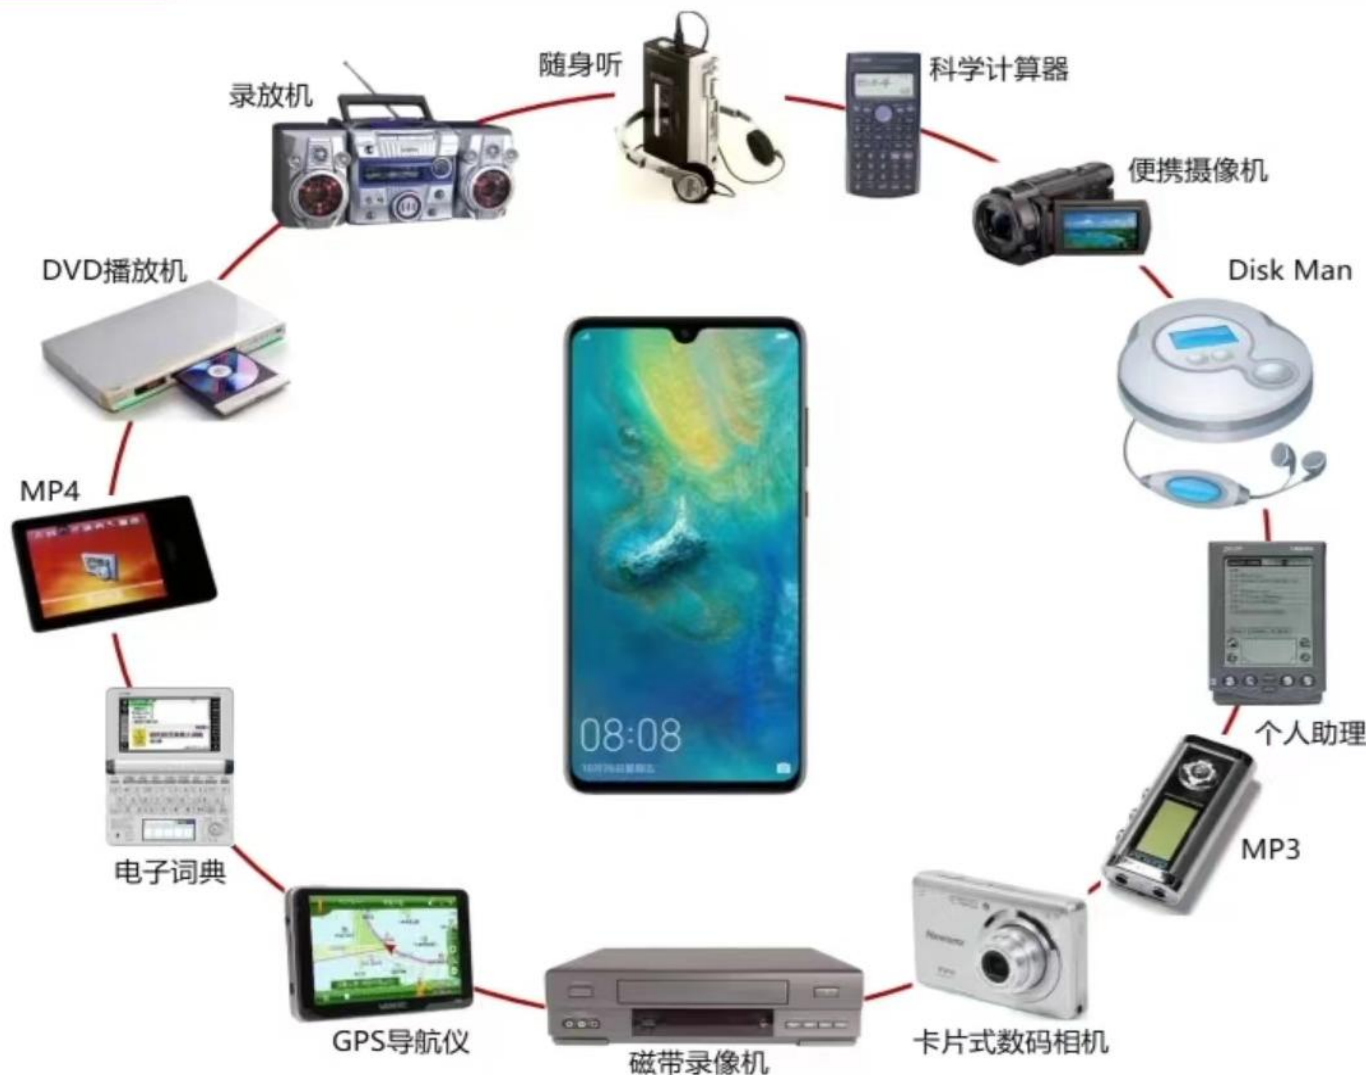 随身听
科学计算器
录放机
便携摄像机
DVD播放机
Disk Man
MP4
08:08
个人助理
MP3
电子词典
GPS导航仪
卡片式数码相机
磁带录像机